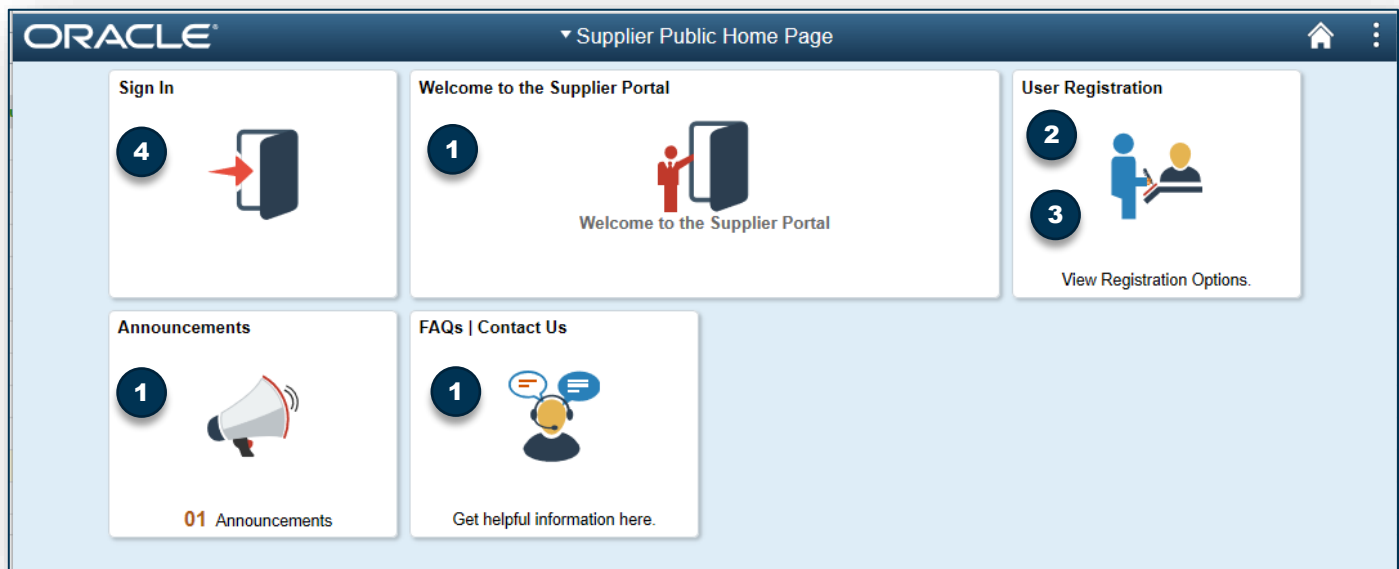 ORACLE
Supplier Public Home Page
Sign In
4
Welcome to the Supplier Portal
1
Welcome to the Supplier Portal
User Registration
2
3
View Registration Options.
Announcements
1
01 Announcements
FAQs | Contact Us
1
Get helpful information here.